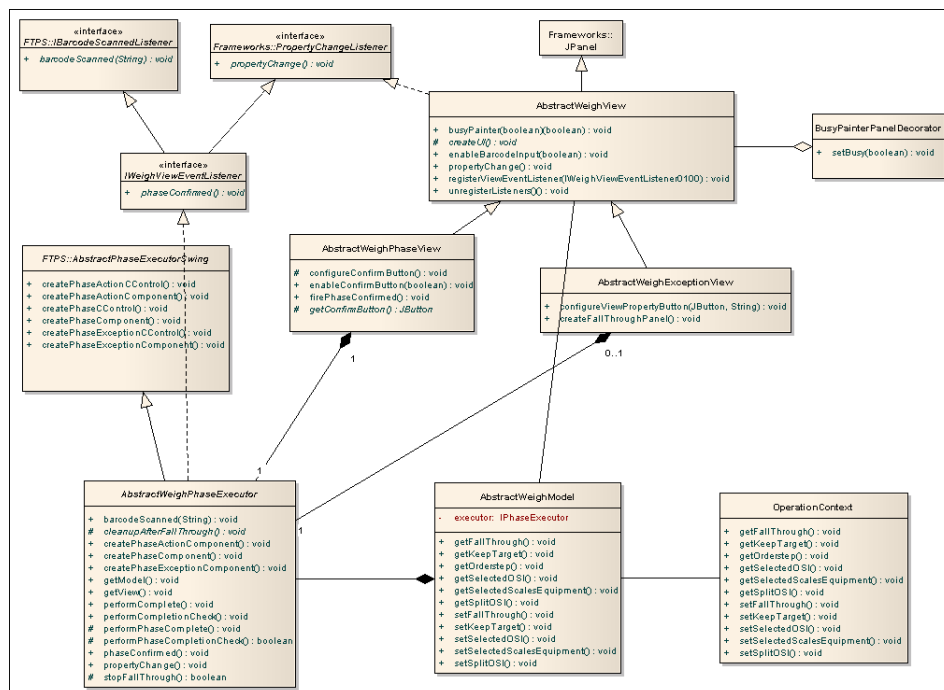 «interface»
FTPS::IBarcodeScannedListener
+ barcodeScanned(String) : void
«interface»
Frameworks::PropertyChangeListener
+ propertyChange() : void
Frameworks::
JPanel
AbstractWeighView
+ busyPainter(boolean)(boolean) : void
# createUI() : void
+ enableBarcodeInput(boolean) : void
+ propertyChange() : void
+ registerViewEventListener(IWeighViewEventListener0100) : void
+ unregisterListeners()() : void
BusyPainterPanelDecorator
+ setBusy(boolean) : void
«interface»
IWeighViewEventListener
+ phaseConfirmed() : void
AbstractWeighPhaseView
# configureConfirmButton() : void
+ enableConfirmButton(boolean) : void
+ firePhaseConfirmed() : void
# getConfirmButton() : JButton
AbstractWeighExceptionView
+ configureViewPropertyButton(JButton, String) : void
+ createFallThroughPanel() : void
FTPS::AbstractPhaseExecutorSwing
+ createPhaseActionCControl() : void
+ createPhaseActionComponent() : void
+ createPhaseCControl() : void
+ createPhaseComponent() : void
+ createPhaseExceptionCControl() : void
+ createPhaseExceptionComponent() : void
1
0..1
1
1
AbstractWeighPhaseExecutor
+ barcodeScanned(String) : void
# cleanupAfterFallThrough() : void
+ createPhaseActionComponent() : void
+ createPhaseComponent() : void
+ createPhaseExceptionComponent() : void
+ getModel() : void
+ getView() : void
+ performComplete() : void
+ performCompletionCheck() : void
# performPhaseComplete() : void
# performPhaseCompletionCheck() : boolean
+ phaseConfirmed() : void
+ propertyChange() : void
# stopFallThrough() : boolean
AbstractWeighModel
- executor: IPhaseExecutor
+ getFallThrough() : void
+ getKeepTarget() : void
+ getOrderstep() : void
+ getSelectedOSI() : void
+ getSelectedScalesEquipment() : void
+ getSplitOSI() : void
+ setFallThrough() : void
+ setKeepTarget() : void
+ setSelectedOSI() : void
+ setSelectedScalesEquipment() : void
+ setSplitOSI() : void
OperationContext
+ getFallThrough() : void
+ getKeepTarget() : void
+ getOrderstep() : void
+ getSelectedOSI() : void
+ getSelectedScalesEquipment() : void
+ getSplitOSI() : void
+ setFallThrough() : void
+ setKeepTarget() : void
+ setSelectedOSI() : void
+ setSelectedScalesEquipment() : void
+ setSplitOSI() : void